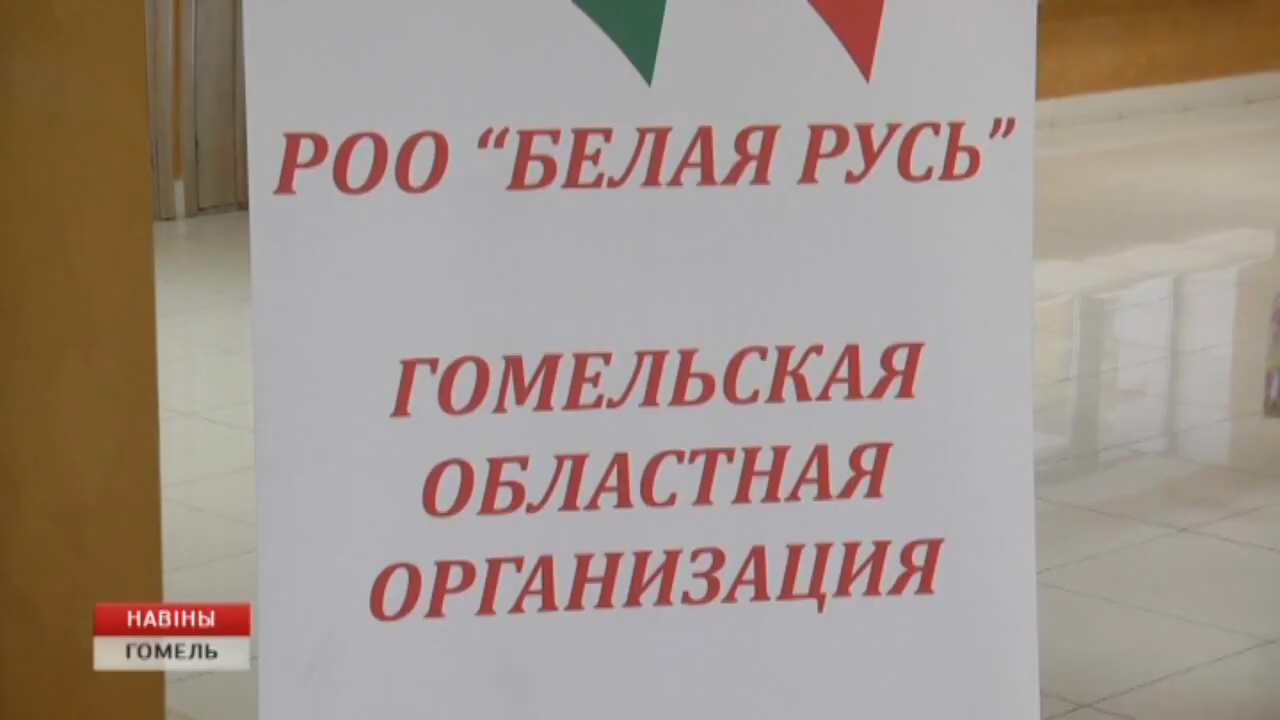 РОО “БЕЛАЯ РУСЬ”
ГОМЕЛЬСКАЯ
ОБЛАСТНАЯ
ОРГАНИЗАЦИЯ
НАВІНЫ
ГОМЕЛЬ